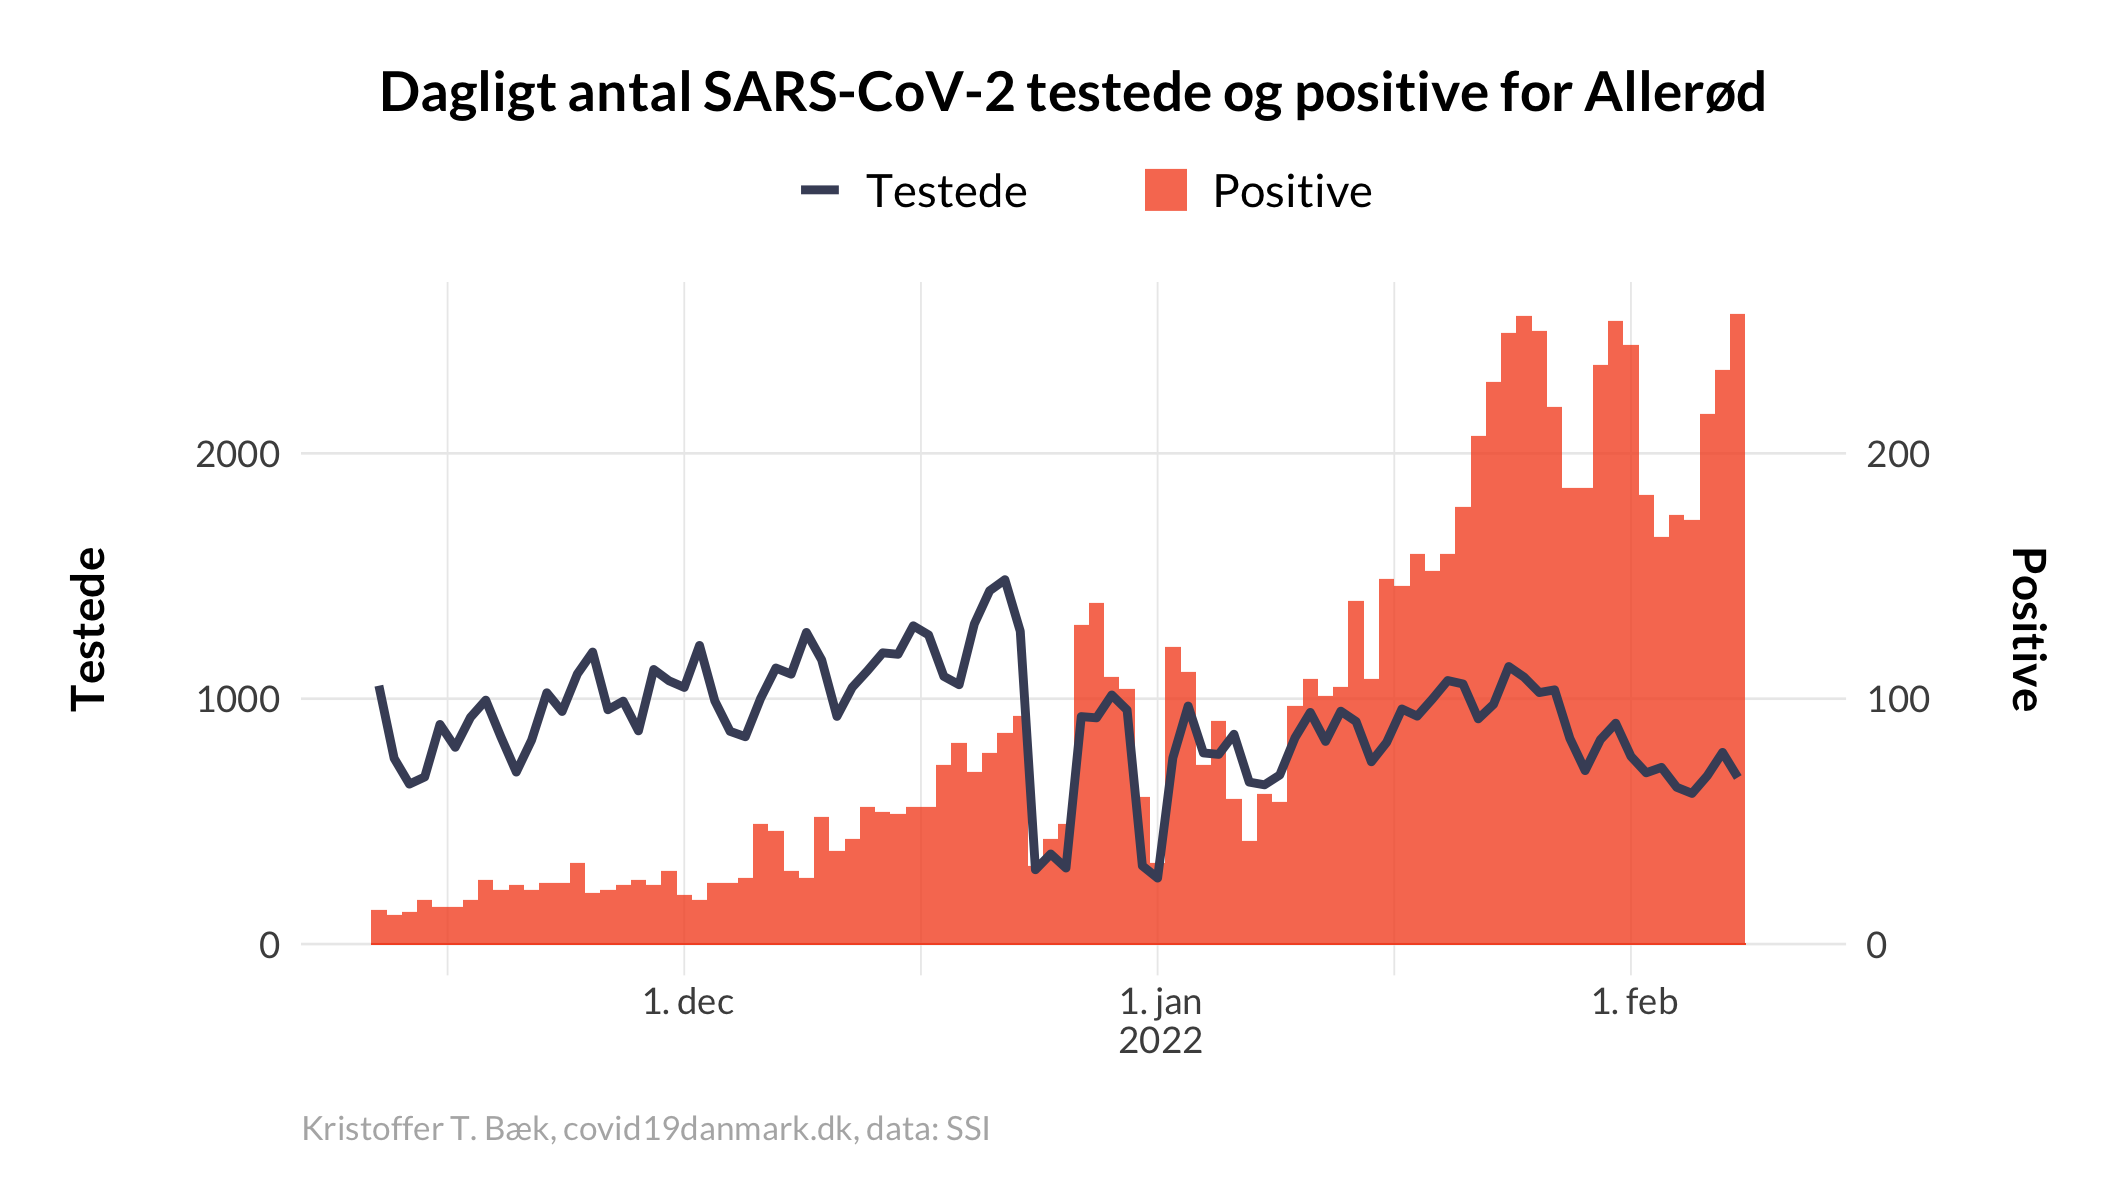 Dagligt antal SARS-CoV-2 testede og positive for Allerød
Testede
Positive
Testede
Positive
2000
1000
0
200
100
0
1. dec
1. jan
2022
1. feb
Kristoffer T. Bæk, covid19danmark.dk, data: SSI